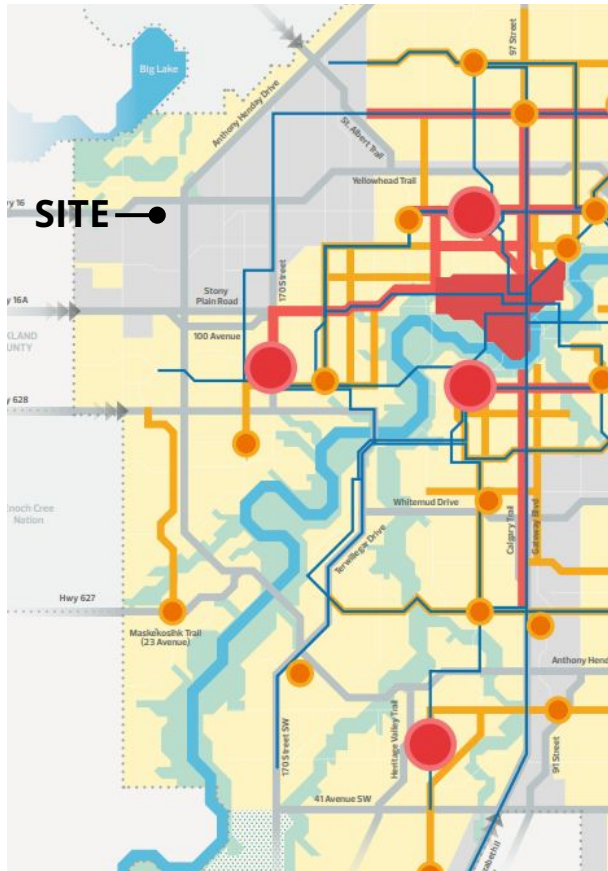 97 Street
Big Lake
Anthony Henday Drive
St. Albert Trail
Yellowhead Trail
SITE
y 16
170 Street
Stony
Plain Road
y 16A
100 Avenue
KLAND
OUNTY
y 628
Whitemud Drive
Calgary Trail
Gateway Blvd
Enoch Cree
Nation
Terwillegar Drive
Hwy 627
Maskekosihk Trail
(23 Avenue)
Anthony Hend
170 Street SW
Heritage Valley Trail
91 Street
41 Avenue SW